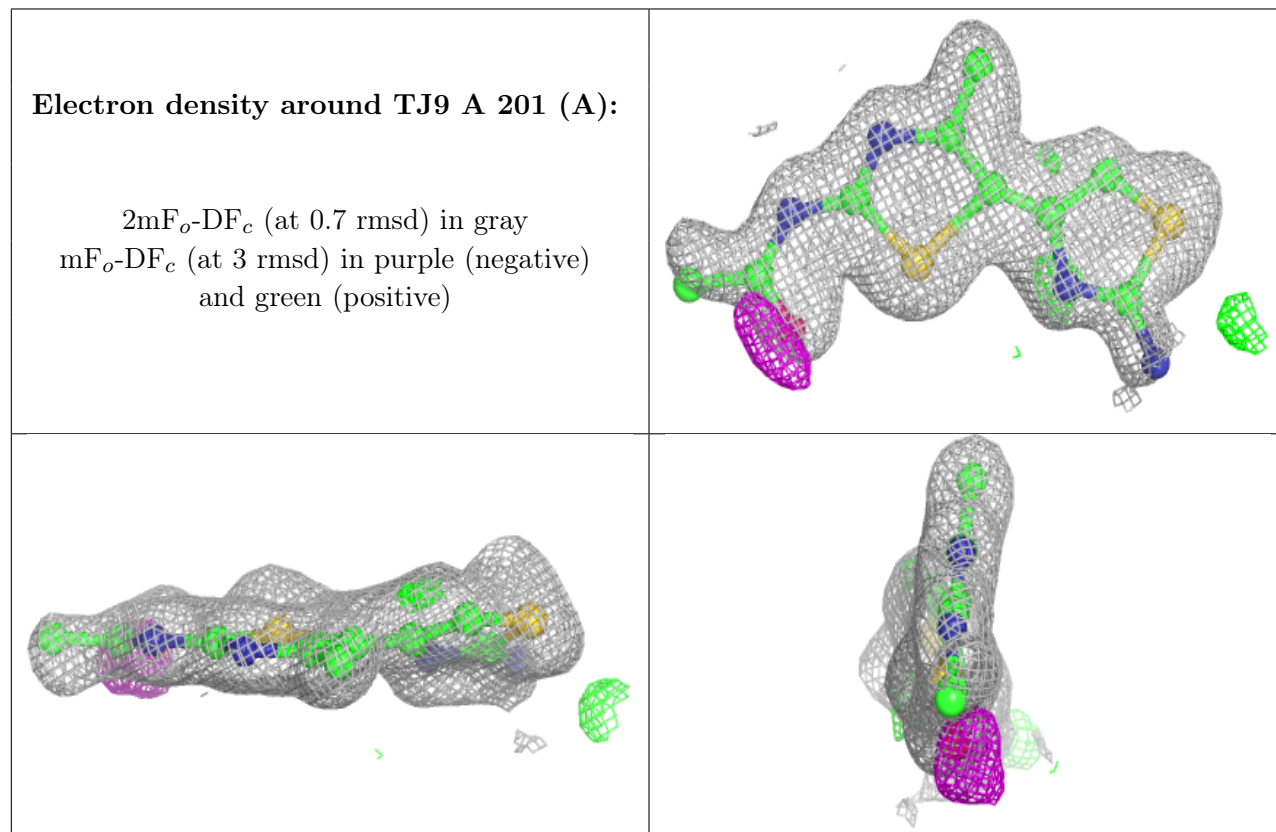 Electron density around TJ9 A 201 (A):
2mFo-DFc (at 0.7 rmsd) in gray
mFo-DFc (at 3 rmsd) in purple (negative)
and green (positive)